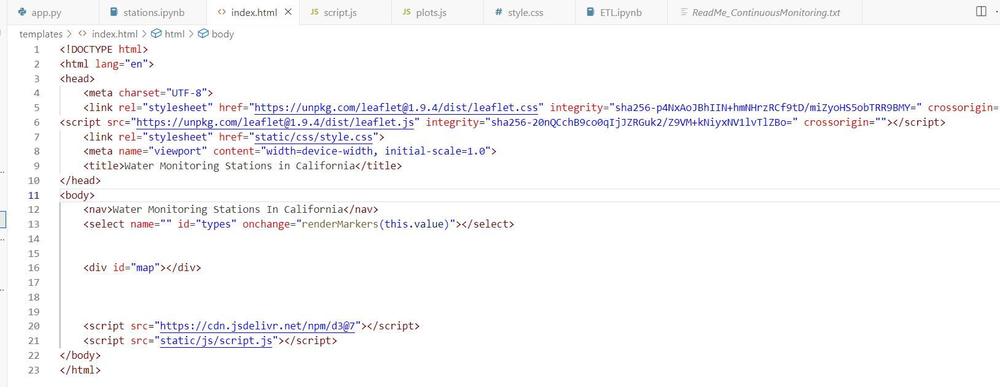 app.py stations.ipynb <> index.html × JS script.js JS plots.js # style.css ETL.ipynb ReadMe_ContinuousMonitoring.txt
templates > <> index.html > html > body
1 <!DOCTYPE html>
2 <html lang="en">
3 <head>
4 <meta charset="UTF-8">
5 <link rel="stylesheet" href="https://unpkg.com/leaflet@1.9.4/dist/leaflet.css" integrity="sha256-p4NxAoJBhIIN+hmNHrzRCf9tD/miZyoHS5obTRR9BMY=" crossorigin=
6 <script src="https://unpkg.com/leaflet@1.9.4/dist/leaflet.js" integrity="sha256-20nQCchB9co0qIjJZRGuk2/Z9VM+kNiyxNV1lvTlZBo=" crossorigin=""></script>
7 <link rel="stylesheet" href="static/css/style.css">
8 <meta name="viewport" content="width=device-width, initial-scale=1.0">
9 <title>Water Monitoring Stations in California</title>
10 </head>
11 <body>
12 <nav>Water Monitoring Stations In California</nav>
13 <select name="" id="types" onchange="renderMarkers(this.value)"></select>
14
15
16 <div id="map"></div>
17
18
19
20 <script src="https://cdn.jsdelivr.net/npm/d3@7"></script>
21 <script src="static/js/script.js"></script>
22 </body>
23 </html>